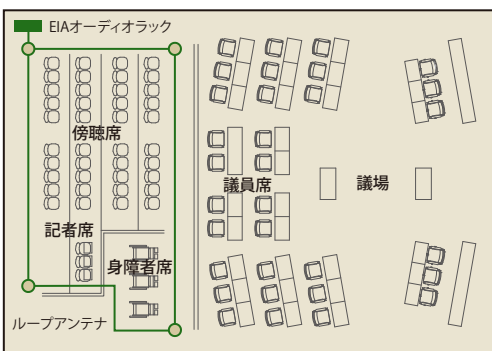 EIAオーディオラック
傍聴席
議員席
議場
記者席
身障者席
ループアンテナ